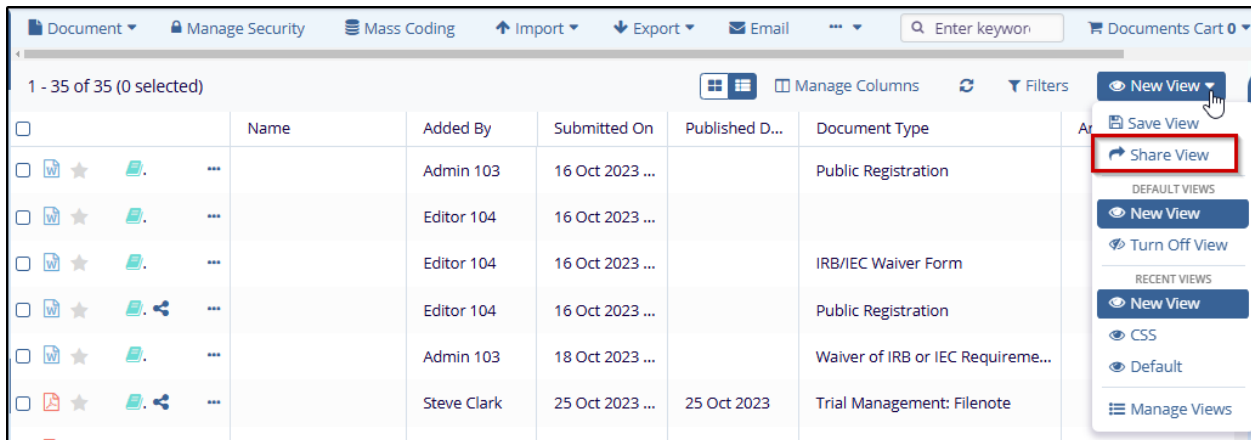 Document Manage Security Mass Coding Import Export Email ... Enter keywor Documents Cart 0
1 - 35 of 35 (0 selected) Manage Columns Filters New View
Name Added By Submitted On Published D... Document Type
Save View
Share View
Admin 103 16 Oct 2023 ... Public Registration
DEFAULT VIEWS
Editor 104 16 Oct 2023 ...
New View
Turn Off View
Editor 104 16 Oct 2023 ... IRB/IEC Waiver Form
RECENT VIEWS
New View
Editor 104 16 Oct 2023 ... Public Registration
CSS
Admin 103 18 Oct 2023 ... Waiver of IRB or IEC Requireme...
Default
Steve Clark 25 Oct 2023 ... 25 Oct 2023 Trial Management: Filenote
Manage Views